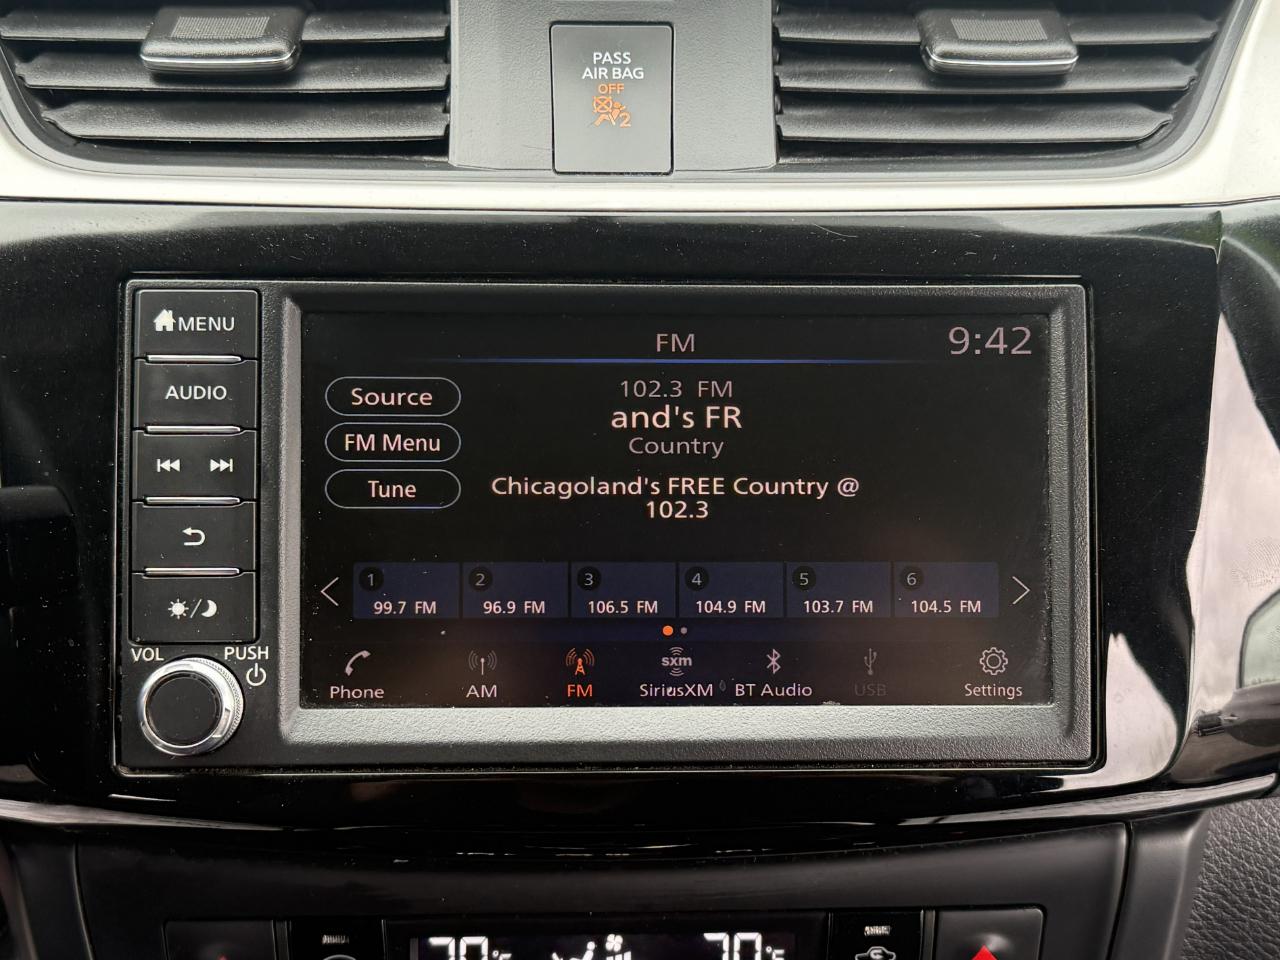 PASS
AIR BAG
OFF
2
MENU
FM
9:42
AUDIO
Source
102.3 FM
and's FR
Country
FM Menu
Tune
Chicagoland's FREE Country @
102.3
1
2
3
4
5
6
99.7 FM
96.9 FM
106.5 FM
104.9 FM
103.7 FM
104.5 FM
VOL
PUSH
sxm
Phone
AM
FM
SiriusXM
BT Audio
USB
Settings
70°F
70°F